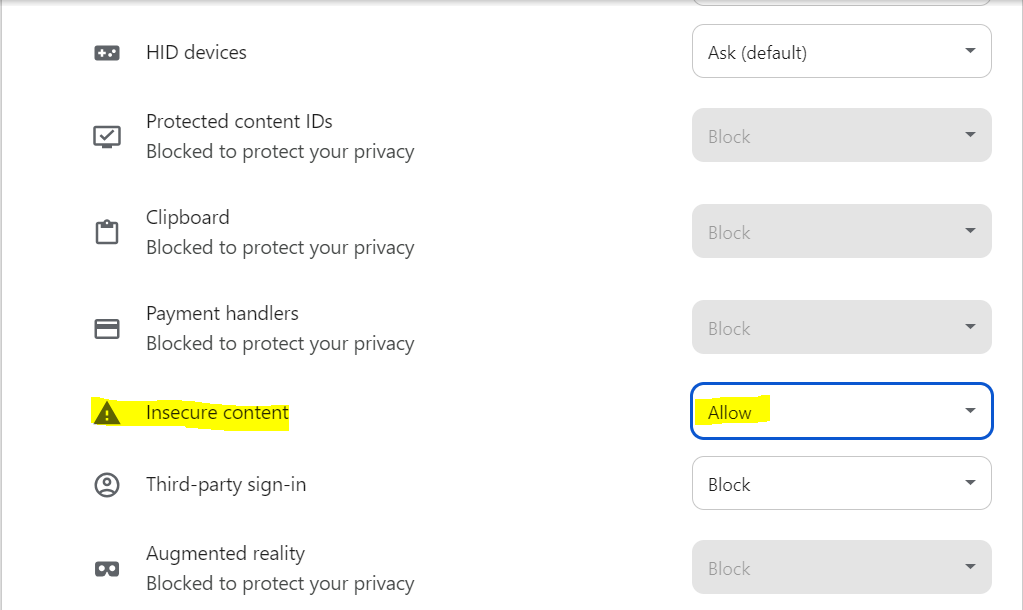 HID devices
Ask (default)
Protected content IDs
Blocked to protect your privacy
Block
Clipboard
Blocked to protect your privacy
Block
Payment handlers
Blocked to protect your privacy
Block
Insecure content
Allow
Third-party sign-in
Block
Augmented reality
Blocked to protect your privacy
Block